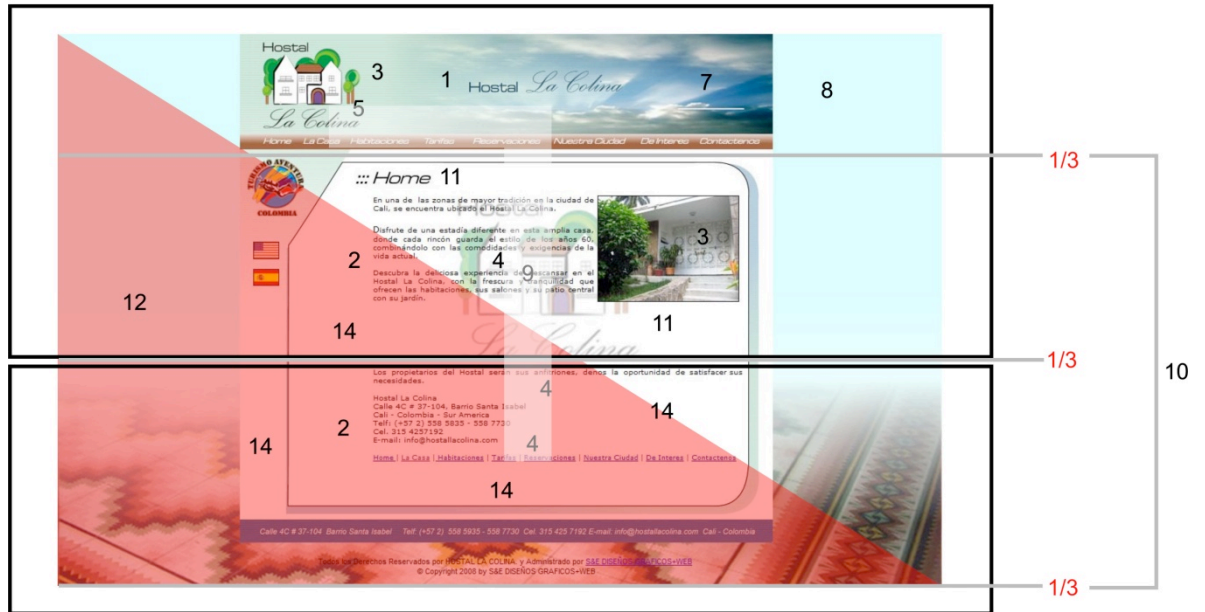 Hostal
La Colina
3
1
Hostal La Colina
7
8
5
Home La Casa Habitaciones Tarifas Reservaciones Nuestra Ciudad De Interes Contactenos
1/3
TURISMO AVENTURA
COLOMBIA
::: Home
11
En una de las zonas de mayor tradición en la ciudad de
Cali, se encuentra ubicado el Hostal La Colina.
Hostal
Disfrute de una estadía diferente en esta amplia casa,
donde cada rincón guarda el estilo de los años 60,
combinándolo con las comodidades y exigencias de la
vida actual.
3
2
4
9
Descubra la deliciosa experiencia de descansar en el
Hostal La Colina, con la frescura y tranquilidad que
ofrecen las habitaciones, sus salones y su patio central
con su jardín.
12
14
11
La Colina
1/3
10
Los propietarios del Hostal serán sus anfitriones, denos la oportunidad de satisfacer sus
necesidades.
4
Hostal La Colina
Calle 4C # 37-104, Barrio Santa Isabel
Cali - Colombia - Sur America
Telf: (+57 2) 558 5835 - 558 7730
Cel. 315 4257192
E-mail: info@hostallacolina.com
14
2
14
4
Home | La Casa | Habitaciones | Tarifas | Reservaciones | Nuestra Ciudad | De Interes | Contactenos
14
Calle 4C # 37-104 Barrio Santa Isabel Telf: (+57 2) 558 5935 - 558 7730 Cel. 315 425 7192 E-mail: info@hostallacolina.com Cali - Colombia
Todos los Derechos Reservados por HOSTAL LA COLINA. y Administrado por S&E DISEÑOS GRAFICOS+WEB
© Copyright 2008 by S&E DISEÑOS GRAFICOS+WEB
1/3